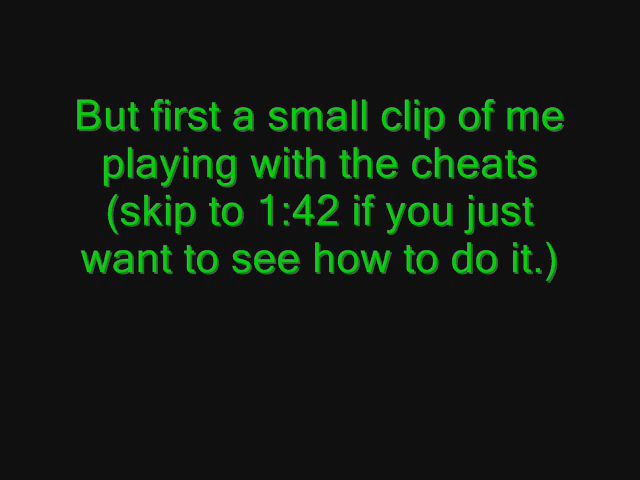 But first a small clip of me
playing with the cheats
(skip to 1:42 if you just
want to see how to do it.)